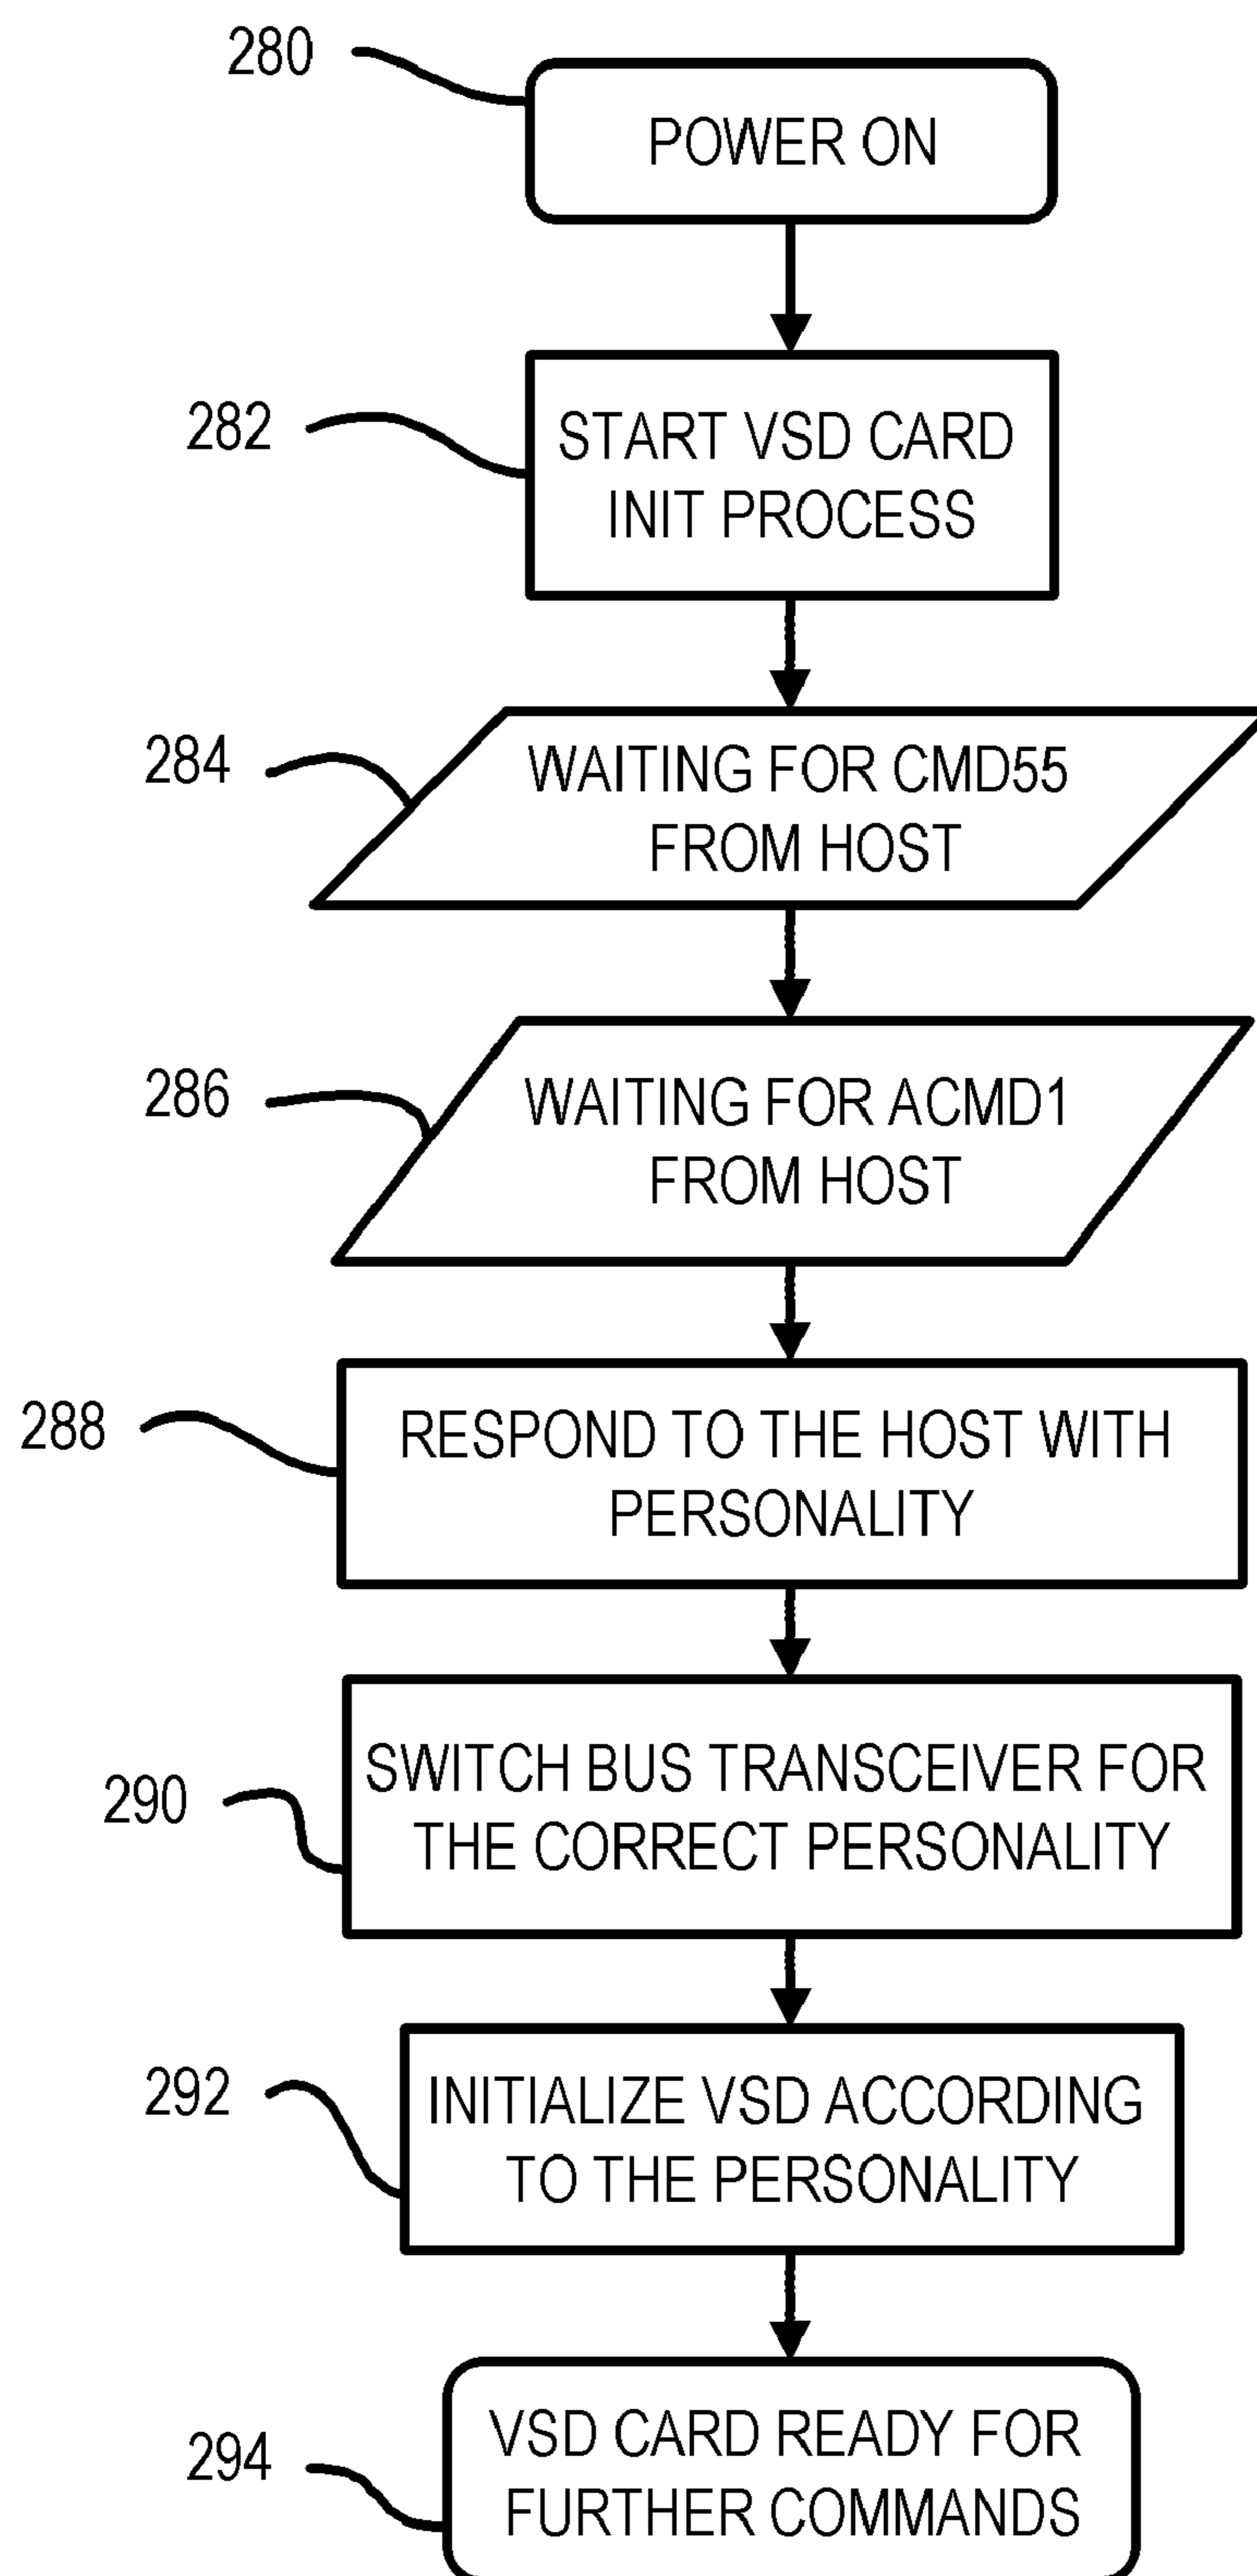 280
POWER ON
282
START VSD CARD
INIT PROCESS
284
WAITING FOR CMD55
FROM HOST
286
WAITING FOR ACMD1
FROM HOST
288
RESPOND TO THE HOST WITH
PERSONALITY
290
SWITCH BUS TRANSCEIVER FOR
THE CORRECT PERSONALITY
292
INITIALIZE VSD ACCORDING
TO THE PERSONALITY
294
VSD CARD READY FOR
FURTHER COMMANDS